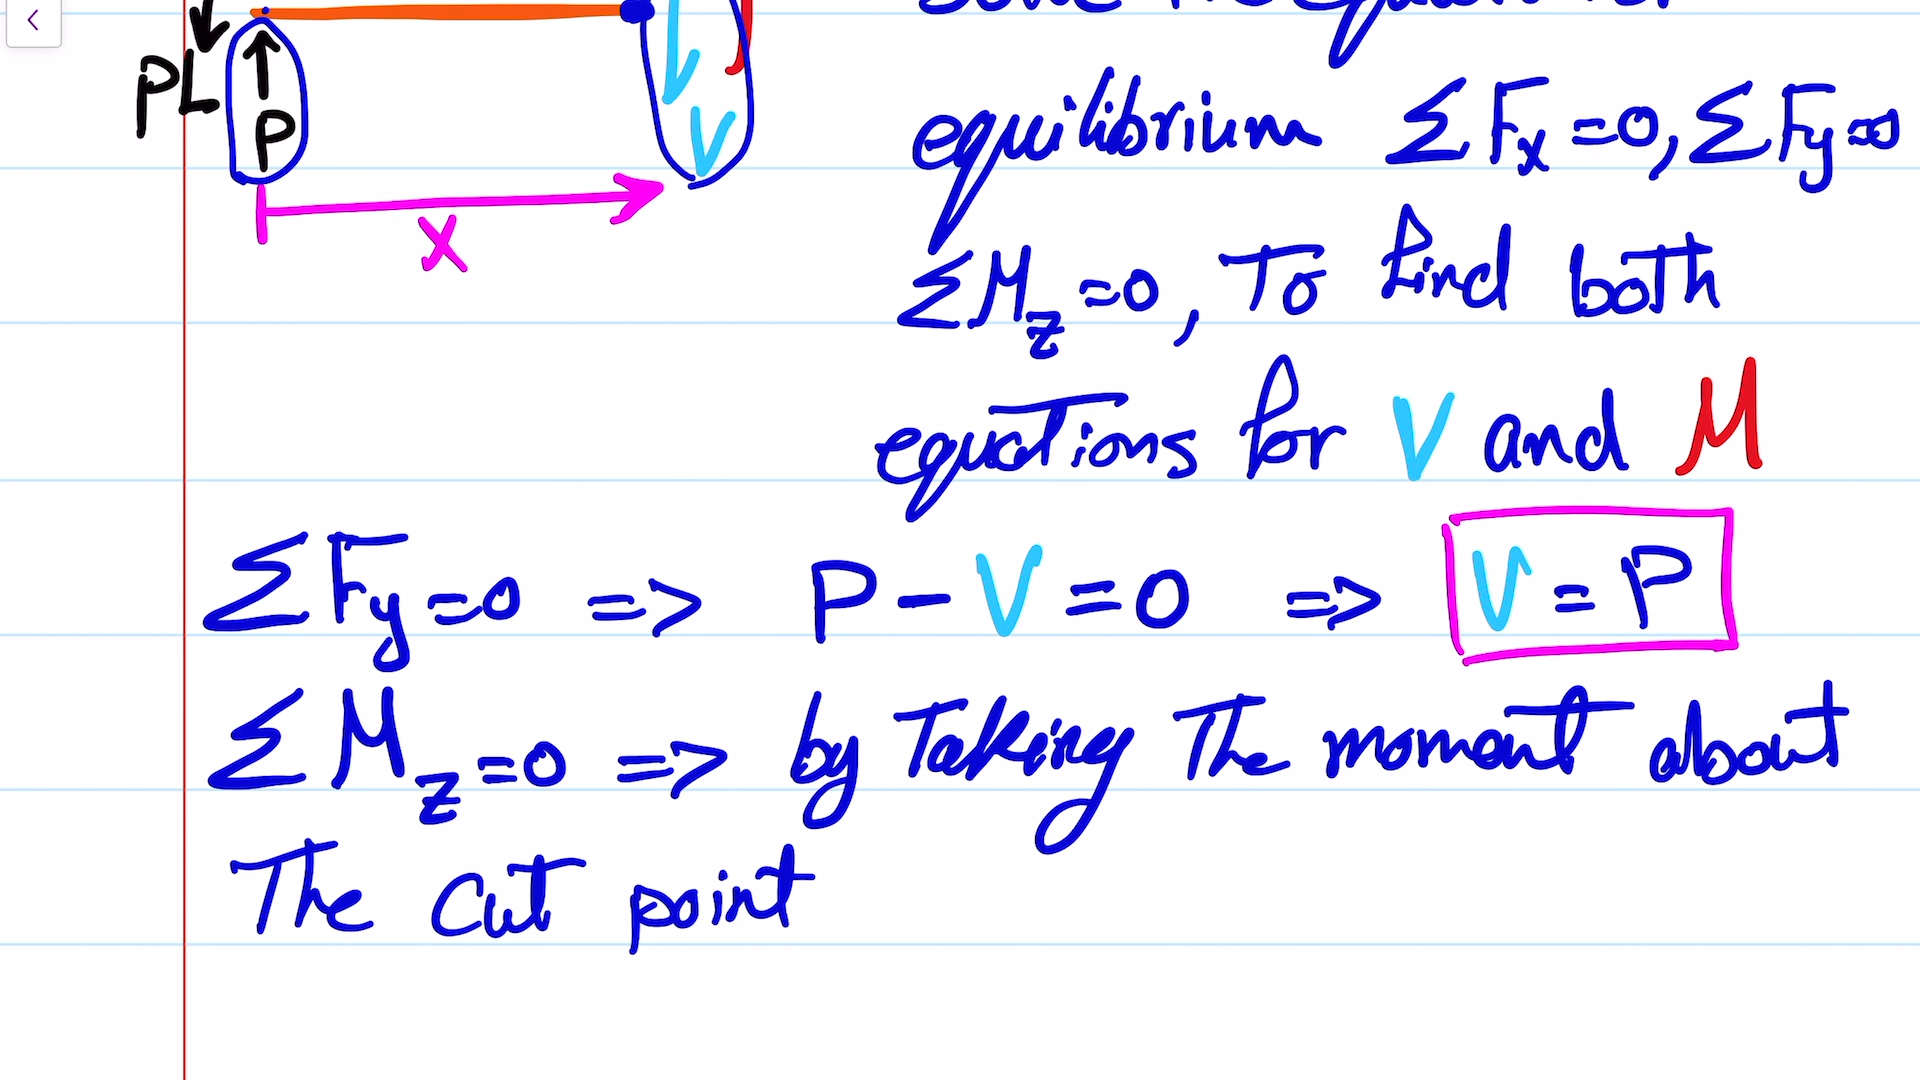 PL
P
V
X
equilibrium ΣFx=0, ΣFy=0
ΣMz=0, To find both
equations for V and M
ΣFy=0 => P-V=0 => V=P
ΣMz=0 => by Taking The moment about
The cut point